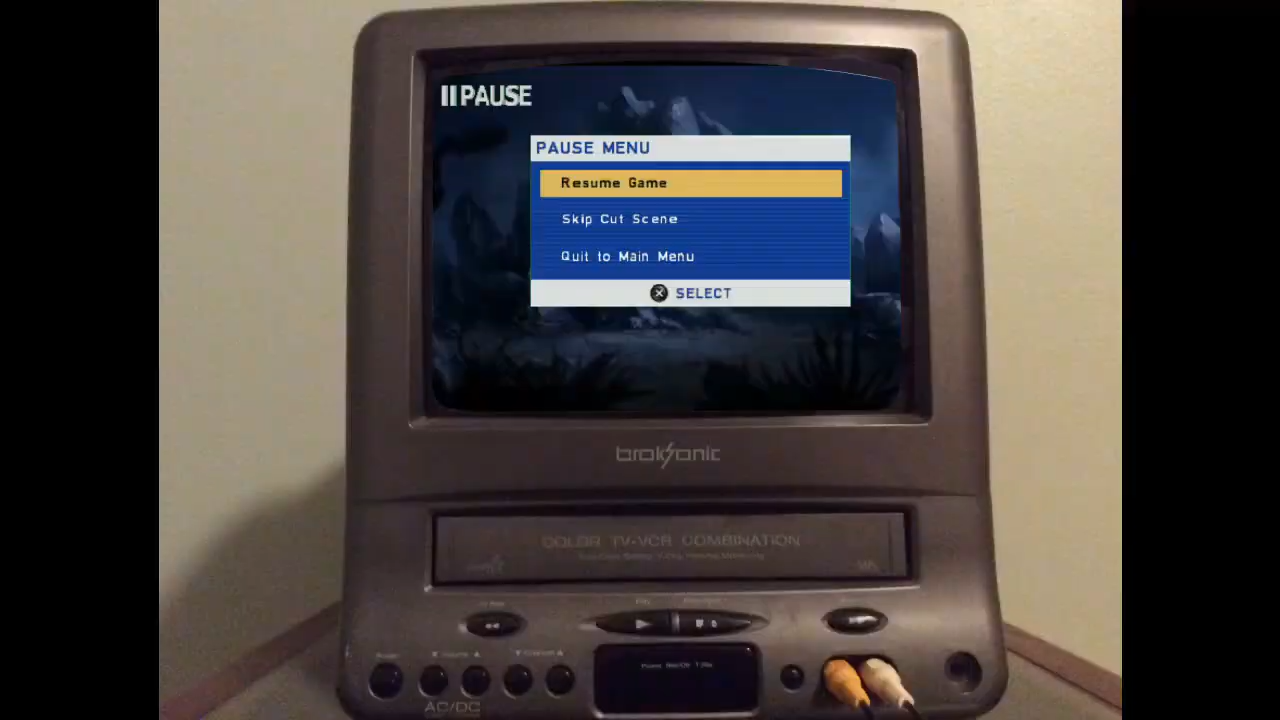 PAUSE
PAUSE MENU
Resume Game
Skip Cut Scene
Quit to Main Menu
SELECT
broksonic
COLOR TV-VCR COMBINATION
AC/DC